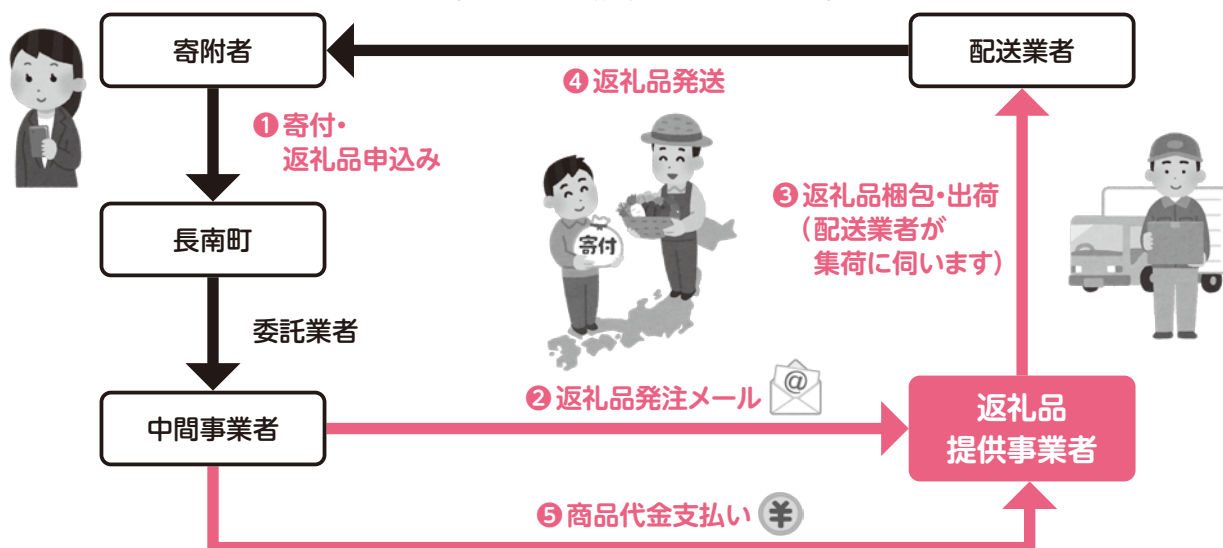 寄附者
配送業者
❹返礼品発送
❶寄付・
返礼品申込み
❸返礼品梱包・出荷
(配送業者が
集荷に伺います)
寄付
長南町
委託業者
@
❷返礼品発注メール
中間事業者
返礼品
提供事業者
❺商品代金支払い
¥